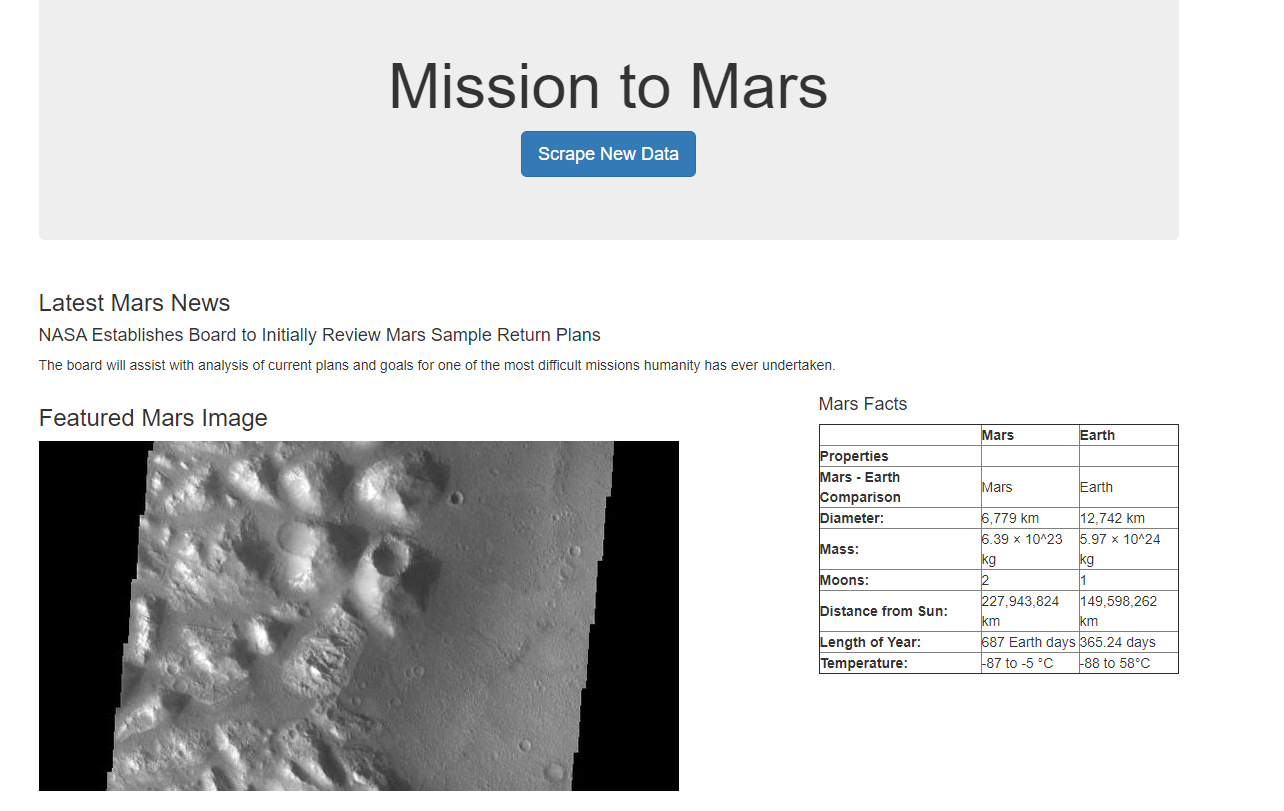 Mission to Mars
Scrape New Data
Latest Mars News
NASA Establishes Board to Initially Review Mars Sample Return Plans
The board will assist with analysis of current plans and goals for one of the most difficult missions humanity has ever undertaken.
Featured Mars Image
Mars Facts
Mars Earth
Properties
Mars - Earth
Comparison Mars Earth
Diameter: 6,779 km 12,742 km
Mass: 6.39 × 10^23
kg 5.97 × 10^24
kg
Moons: 2 1
Distance from Sun: 227,943,824
km 149,598,262
km
Length of Year: 687 Earth days 365.24 days
Temperature: -87 to -5 °C -88 to 58°C